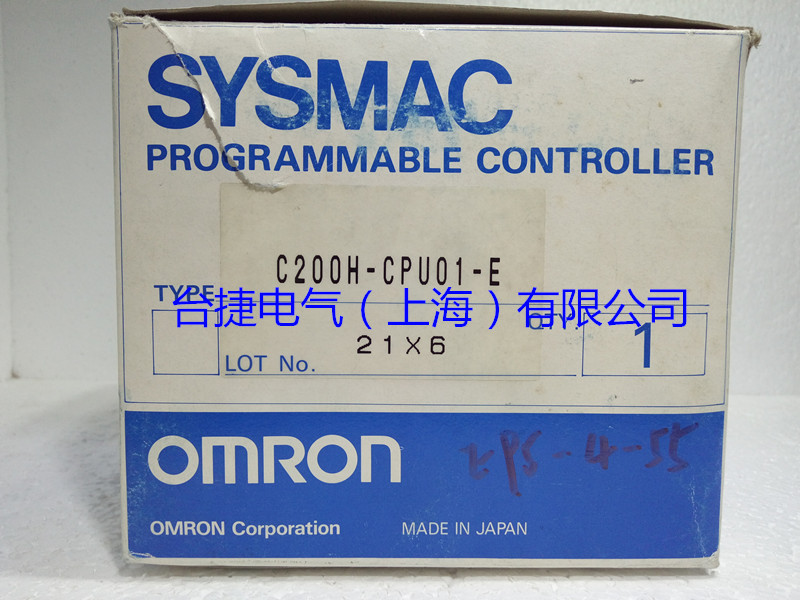 SYSMAC
PROGRAMMABLE CONTROLLER
C200H-CPU01-E
TYPE
台捷电气（上海）有限公司
QTY.
21X6
1
LOT No.
OMRON
OMRON Corporation
MADE IN JAPAN